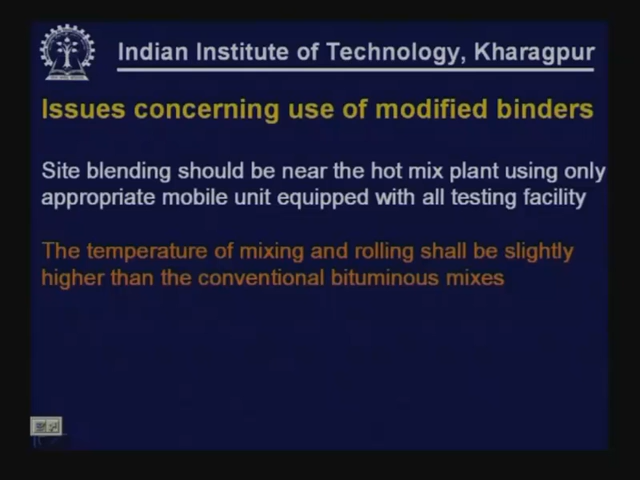 Indian Institute of Technology, Kharagpur
Issues concerning use of modified binders
Site blending should be near the hot mix plant using only
appropriate mobile unit equipped with all testing facility
The temperature of mixing and rolling shall be slightly
higher than the conventional bituminous mixes